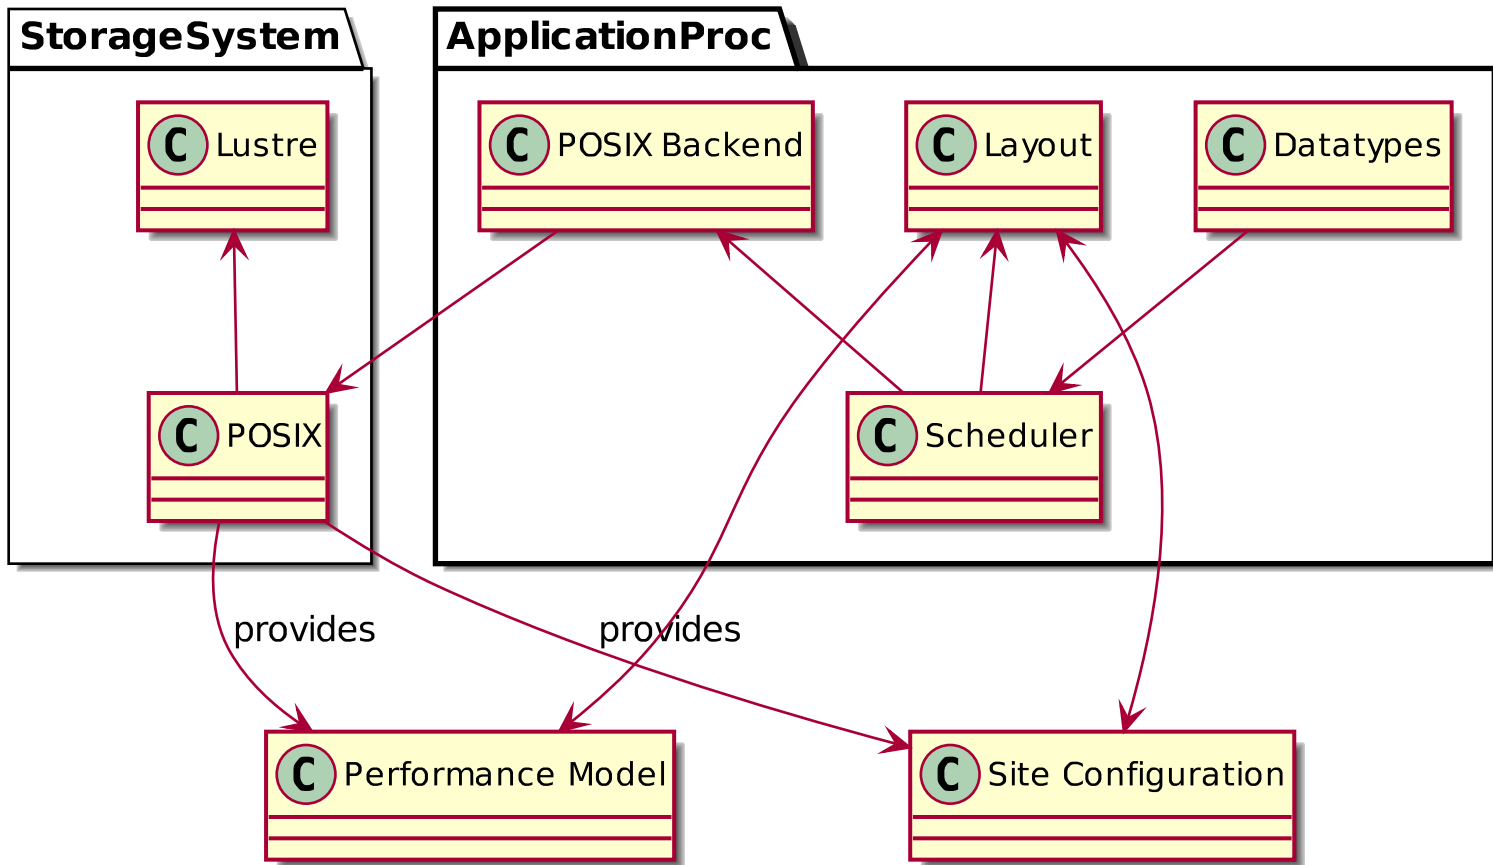 StorageSystem
ApplicationProc
C Lustre
C POSIX Backend
C Layout
C Datatypes
C POSIX
C Scheduler
provides
provides
C Performance Model
C Site Configuration